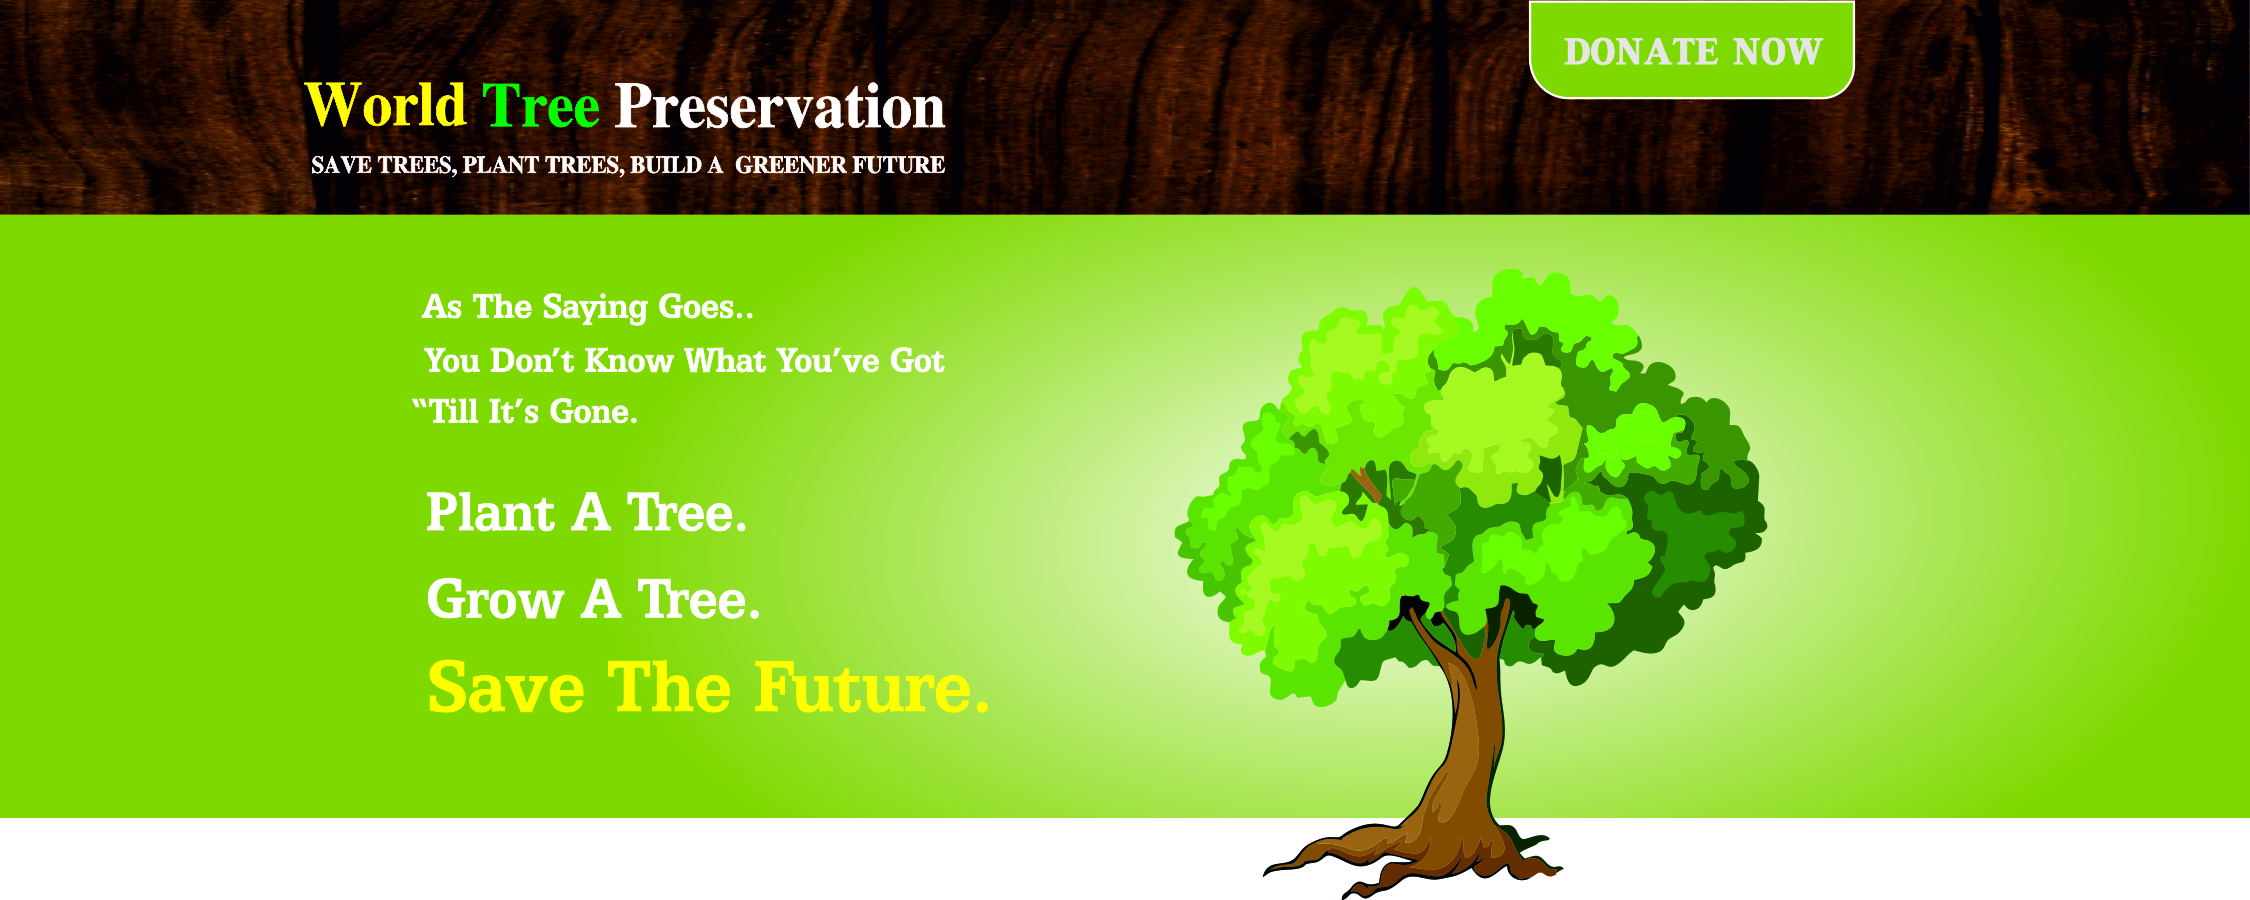 DONATE NOW
World Tree Preservation
SAVE TREES, PLANT TREES, BUILD A GREENER FUTURE
As The Saying Goes..
You Don't Know What You've Got
"Till It's Gone.
Plant A Tree.
Grow A Tree.
Save The Future.